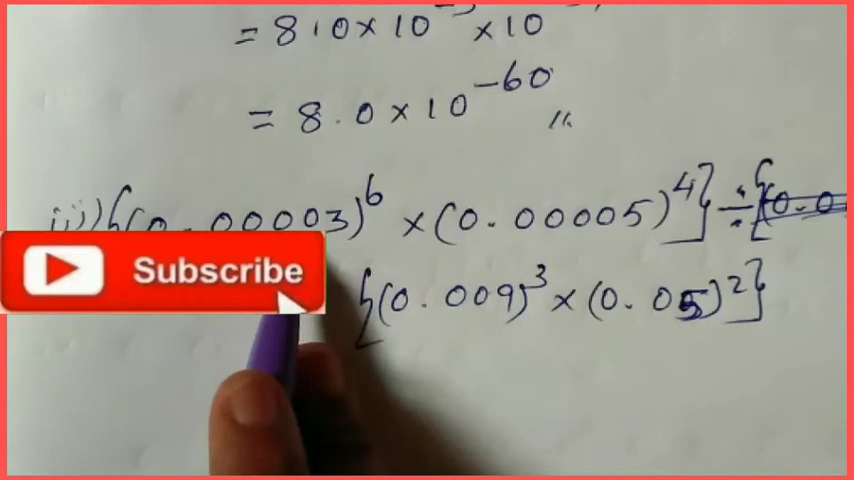 = 8.0 × 10 × 10
= 8.0 × 10^-60 ,,
iii) {(0.00003)^6 × (0.00005)^4} ÷
{(0.009)^3 × (0.05)^2}
Subscribe